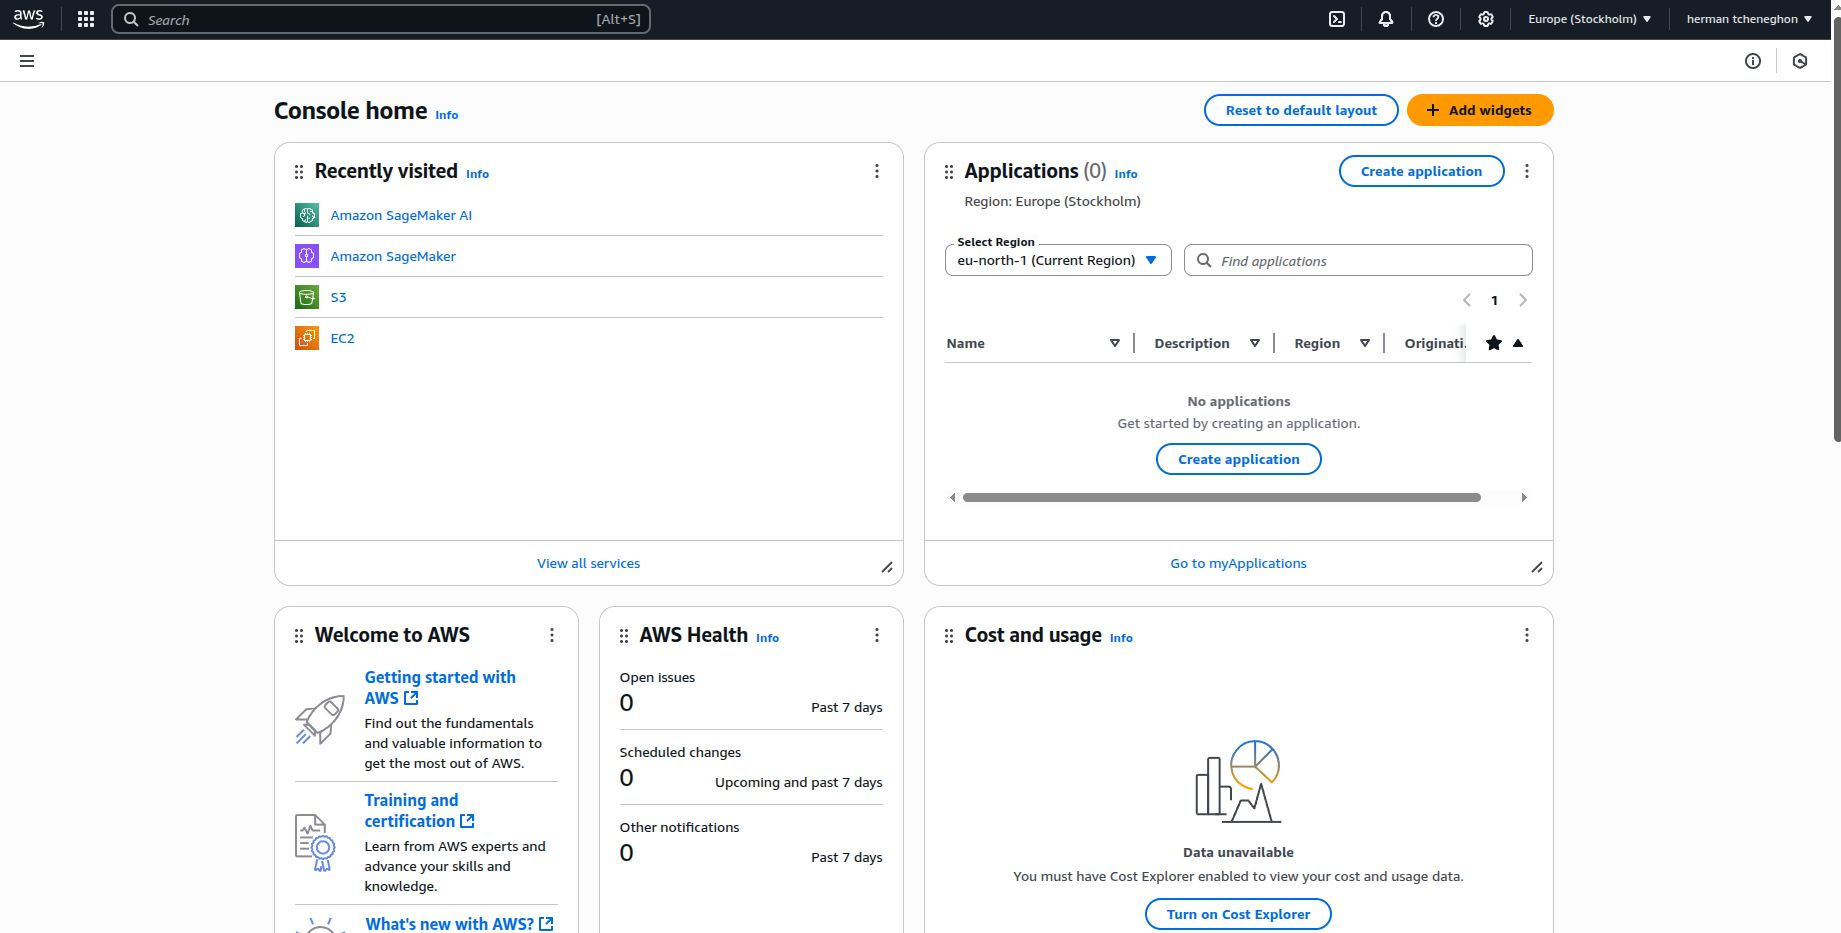 aws
Search [Alt+S]
Europe (Stockholm)
herman tcheneghon
Console home Info
Reset to default layout
Add widgets
Recently visited Info
Amazon SageMaker AI
Amazon SageMaker
S3
EC2
View all services
Applications (0) Info
Create application
Region: Europe (Stockholm)
Select Region
eu-north-1 (Current Region)
Find applications
1
Name Description Region Originati.
No applications
Get started by creating an application.
Create application
Go to myApplications
Welcome to AWS
Getting started with
AWS
Find out the fundamentals
and valuable information to
get the most out of AWS.
Training and
certification
Learn from AWS experts and
advance your skills and
knowledge.
What's new with AWS?
AWS Health Info
Open issues
0 Past 7 days
Scheduled changes
0 Upcoming and past 7 days
Other notifications
0 Past 7 days
Cost and usage Info
Data unavailable
You must have Cost Explorer enabled to view your cost and usage data.
Turn on Cost Explorer